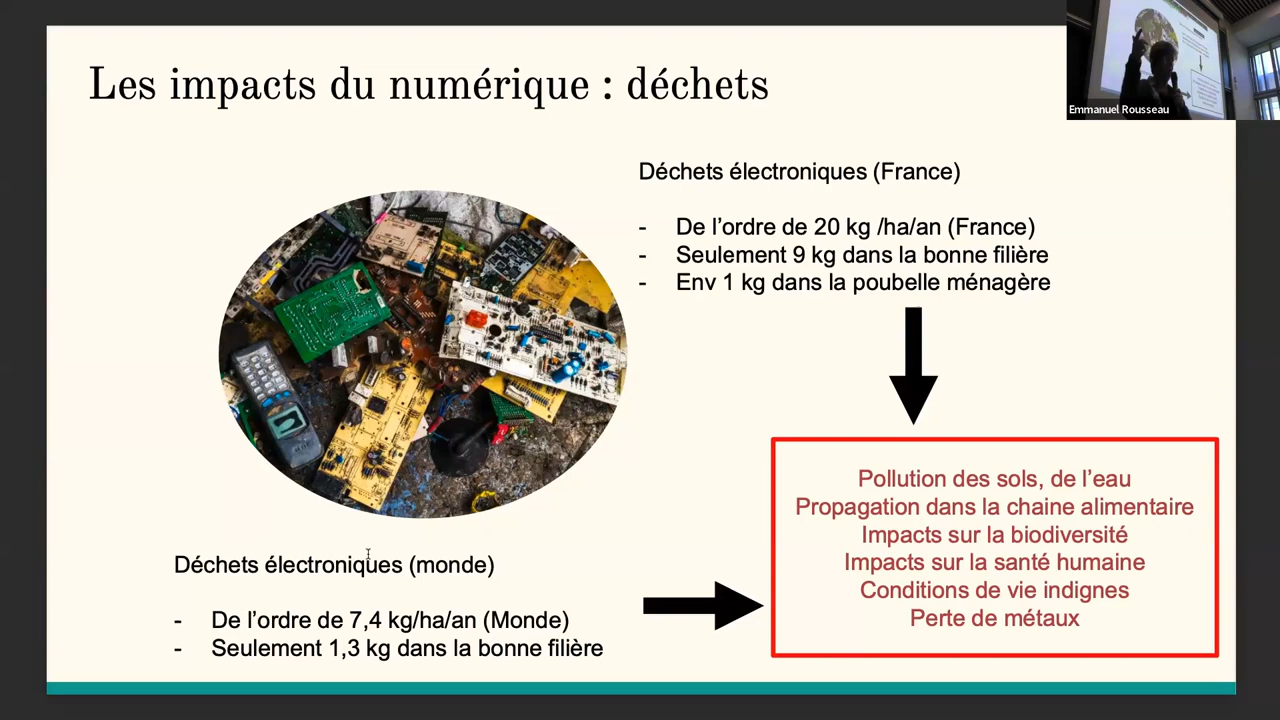 Les impacts du numérique : déchets
Emmanuel Rousseau
Déchets électroniques (France)
- De l'ordre de 20 kg /ha/an (France)
- Seulement 9 kg dans la bonne filière
- Env 1 kg dans la poubelle ménagère
Pollution des sols, de l'eau
Propagation dans la chaine alimentaire
Impacts sur la biodiversité
Impacts sur la santé humaine
Conditions de vie indignes
Perte de métaux
Déchets électroniques (monde)
- De l'ordre de 7,4 kg/ha/an (Monde)
- Seulement 1,3 kg dans la bonne filière